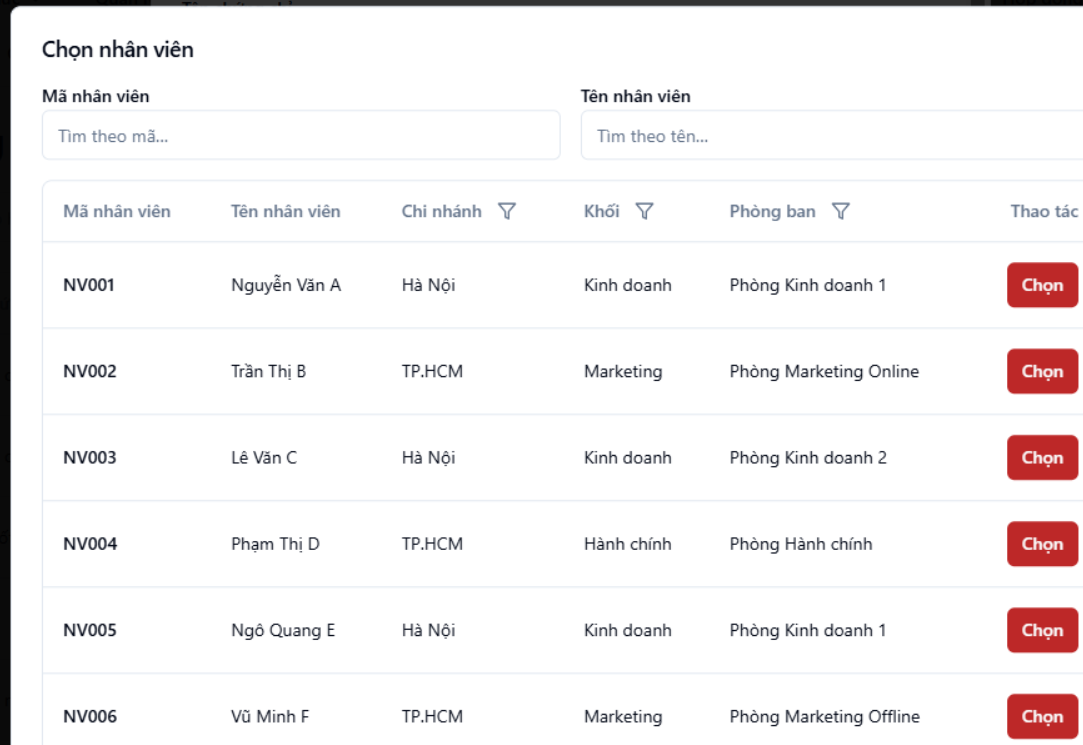 Chọn nhân viên
Mã nhân viên Tên nhân viên
Tìm theo mã... Tìm theo tên...
Mã nhân viên Tên nhân viên Chi nhánh Khối Phòng ban Thao tác
NV001 Nguyễn Văn A Hà Nội Kinh doanh Phòng Kinh doanh 1 Chọn
NV002 Trần Thị B TP.HCM Marketing Phòng Marketing Online Chọn
NV003 Lê Văn C Hà Nội Kinh doanh Phòng Kinh doanh 2 Chọn
NV004 Phạm Thị D TP.HCM Hành chính Phòng Hành chính Chọn
NV005 Ngô Quang E Hà Nội Kinh doanh Phòng Kinh doanh 1 Chọn
NV006 Vũ Minh F TP.HCM Marketing Phòng Marketing Offline Chọn